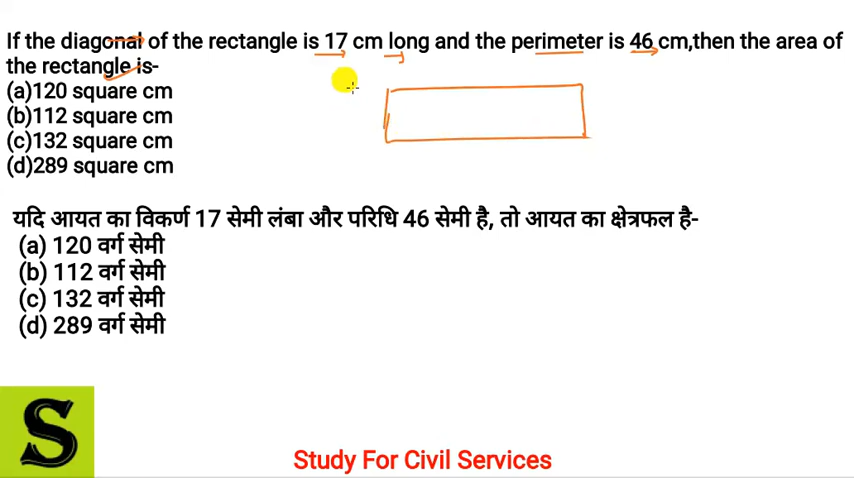 If the diagonal of the rectangle is 17 cm long and the perimeter is 46 cm,then the area of
the rectangle is-
(a)120 square cm
(b)112 square cm
(c)132 square cm
(d)289 square cm
यदि आयत का विकर्ण 17 सेमी लंबा और परिधि 46 सेमी है, तो आयत का क्षेत्रफल है-
(a) 120 वर्ग सेमी
(b) 112 वर्ग सेमी
(c) 132 वर्ग सेमी
(d) 289 वर्ग सेमी
S
Study For Civil Services